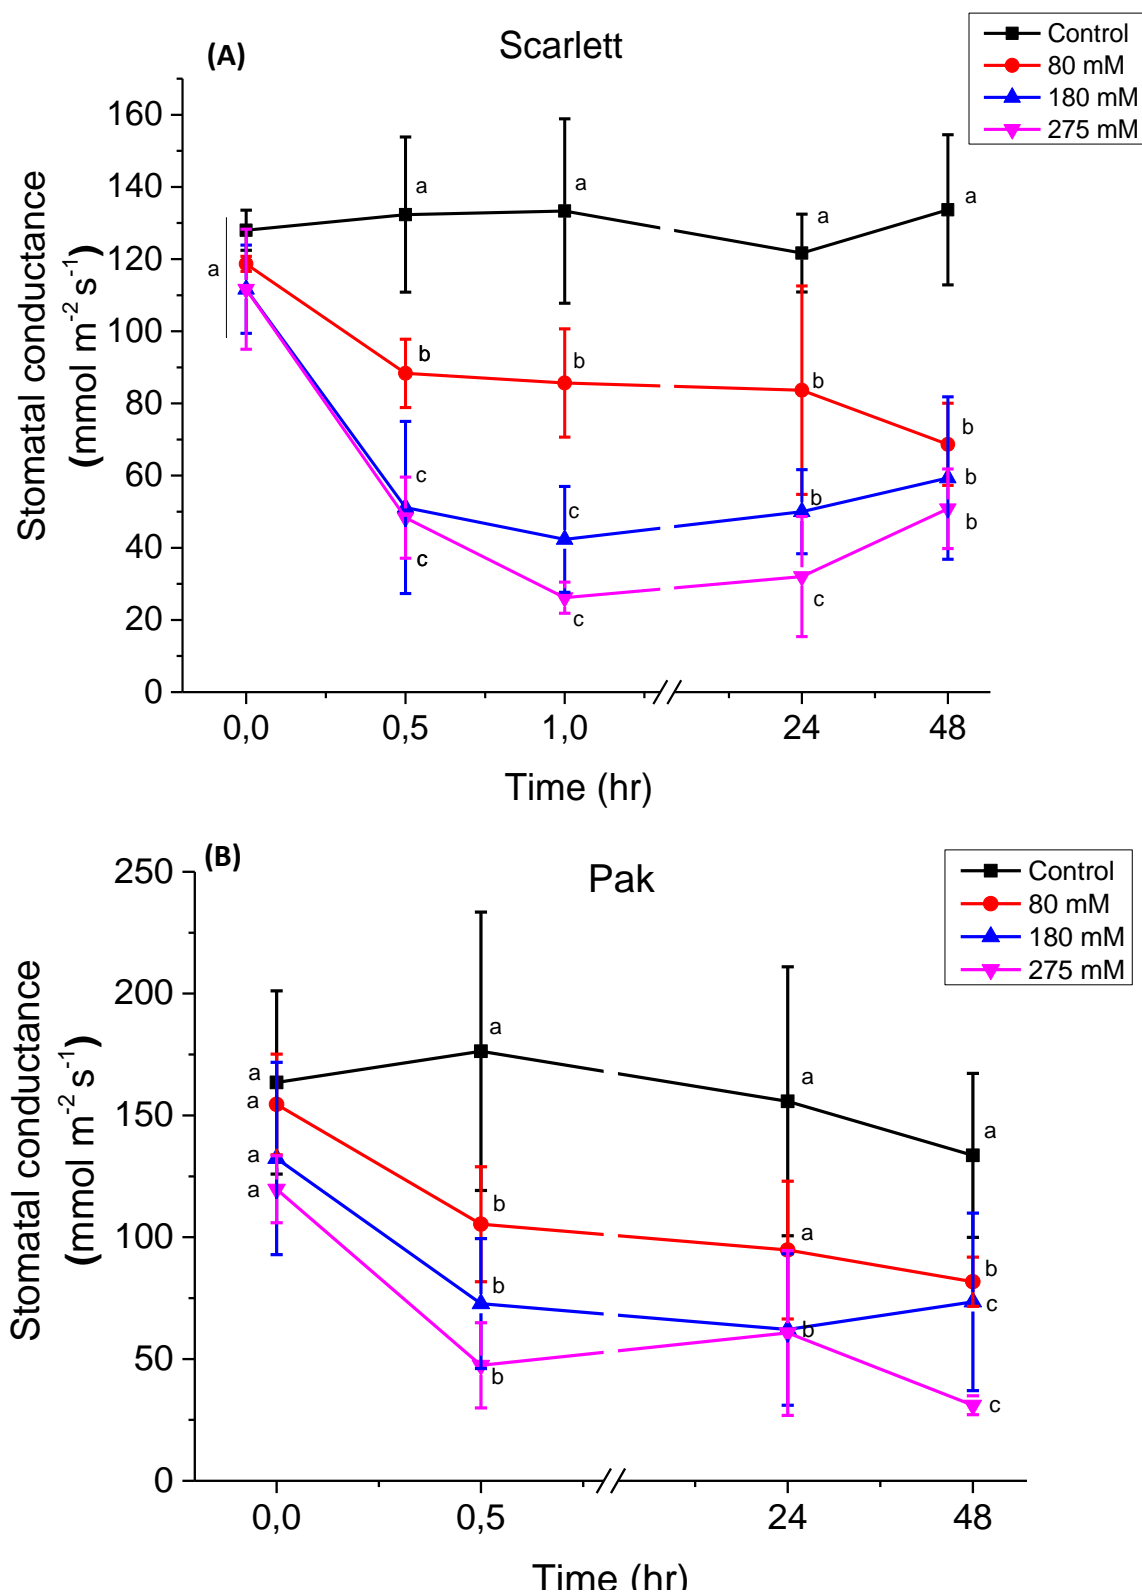 (A)
Scarlett
Control
80 mM
180 mM
275 mM
Stomatal conductance
(mmol m-2 s-1)
160
140
120
100
80
60
40
20
0
a
a
a
a
a
b
b
b
b
c
c
b
b
c
c
c
b
0,0
0,5
1,0
24
48
Time (hr)
(B)
Pak
Control
80 mM
180 mM
275 mM
Stomatal conductance
(mmol m-2 s-1)
250
200
150
100
50
0
a
a
a
a
a
a
a
b
a
b
b
b
c
b
c
0,0
0,5
24
48
Time (hr)